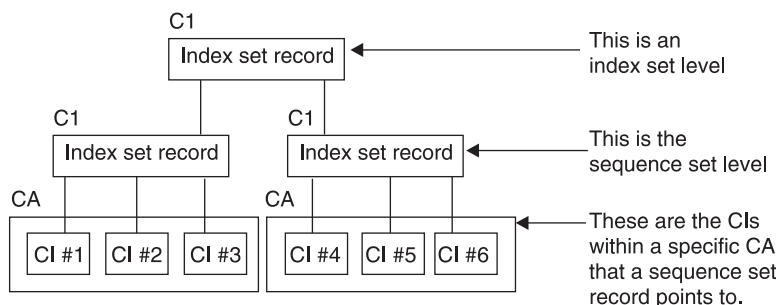 C1
Index set record
This is an
index set level
C1
C1
Index set record
Index set record
This is the
sequence set level
CA
CA
CI #1
CI #2
CI #3
CI #4
CI #5
CI #6
These are the CIs
within a specific CA
that a sequence set
record points to.